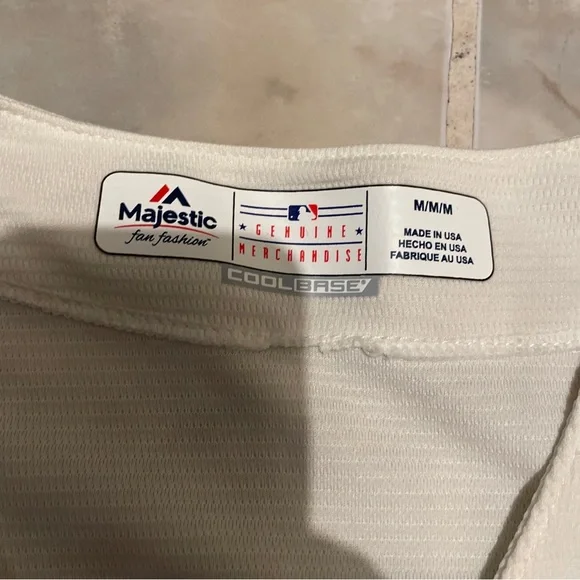 Majestic
fan fashion
GENUINE
MERCHANDISE
M/M/M
MADE IN USA
HECHO EN USA
FABRIQUE AU USA
COOLBASE